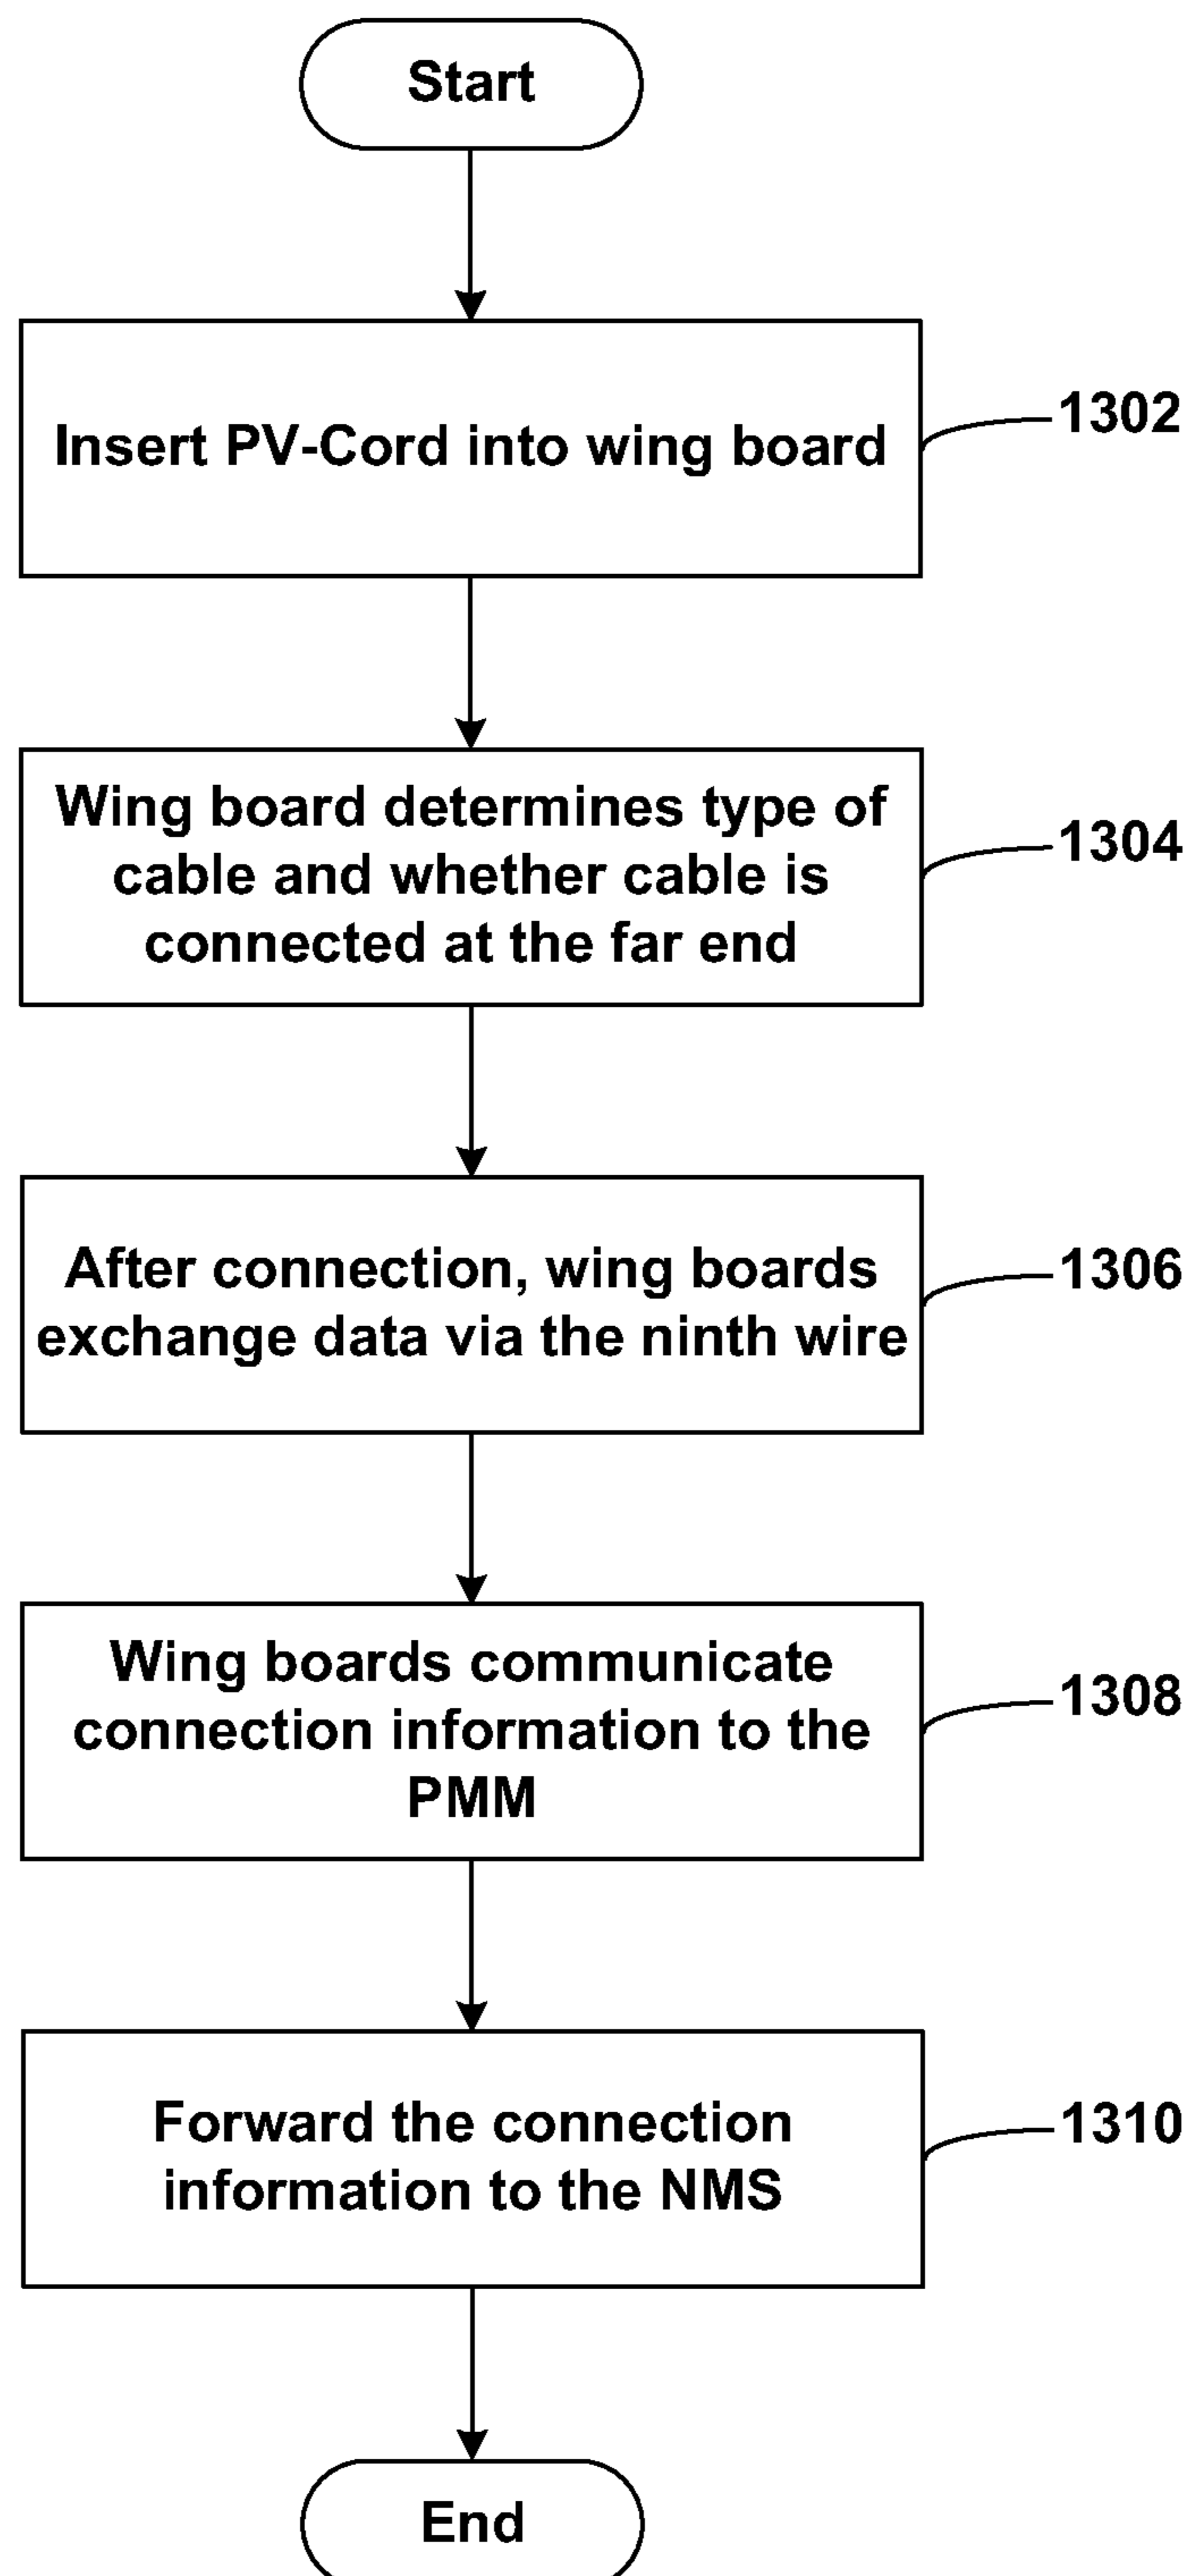 Start
Insert PV-Cord into wing board
1302
Wing board determines type of
cable and whether cable is
connected at the far end
1304
After connection, wing boards
exchange data via the ninth wire
1306
Wing boards communicate
connection information to the
PMM
1308
Forward the connection
information to the NMS
1310
End